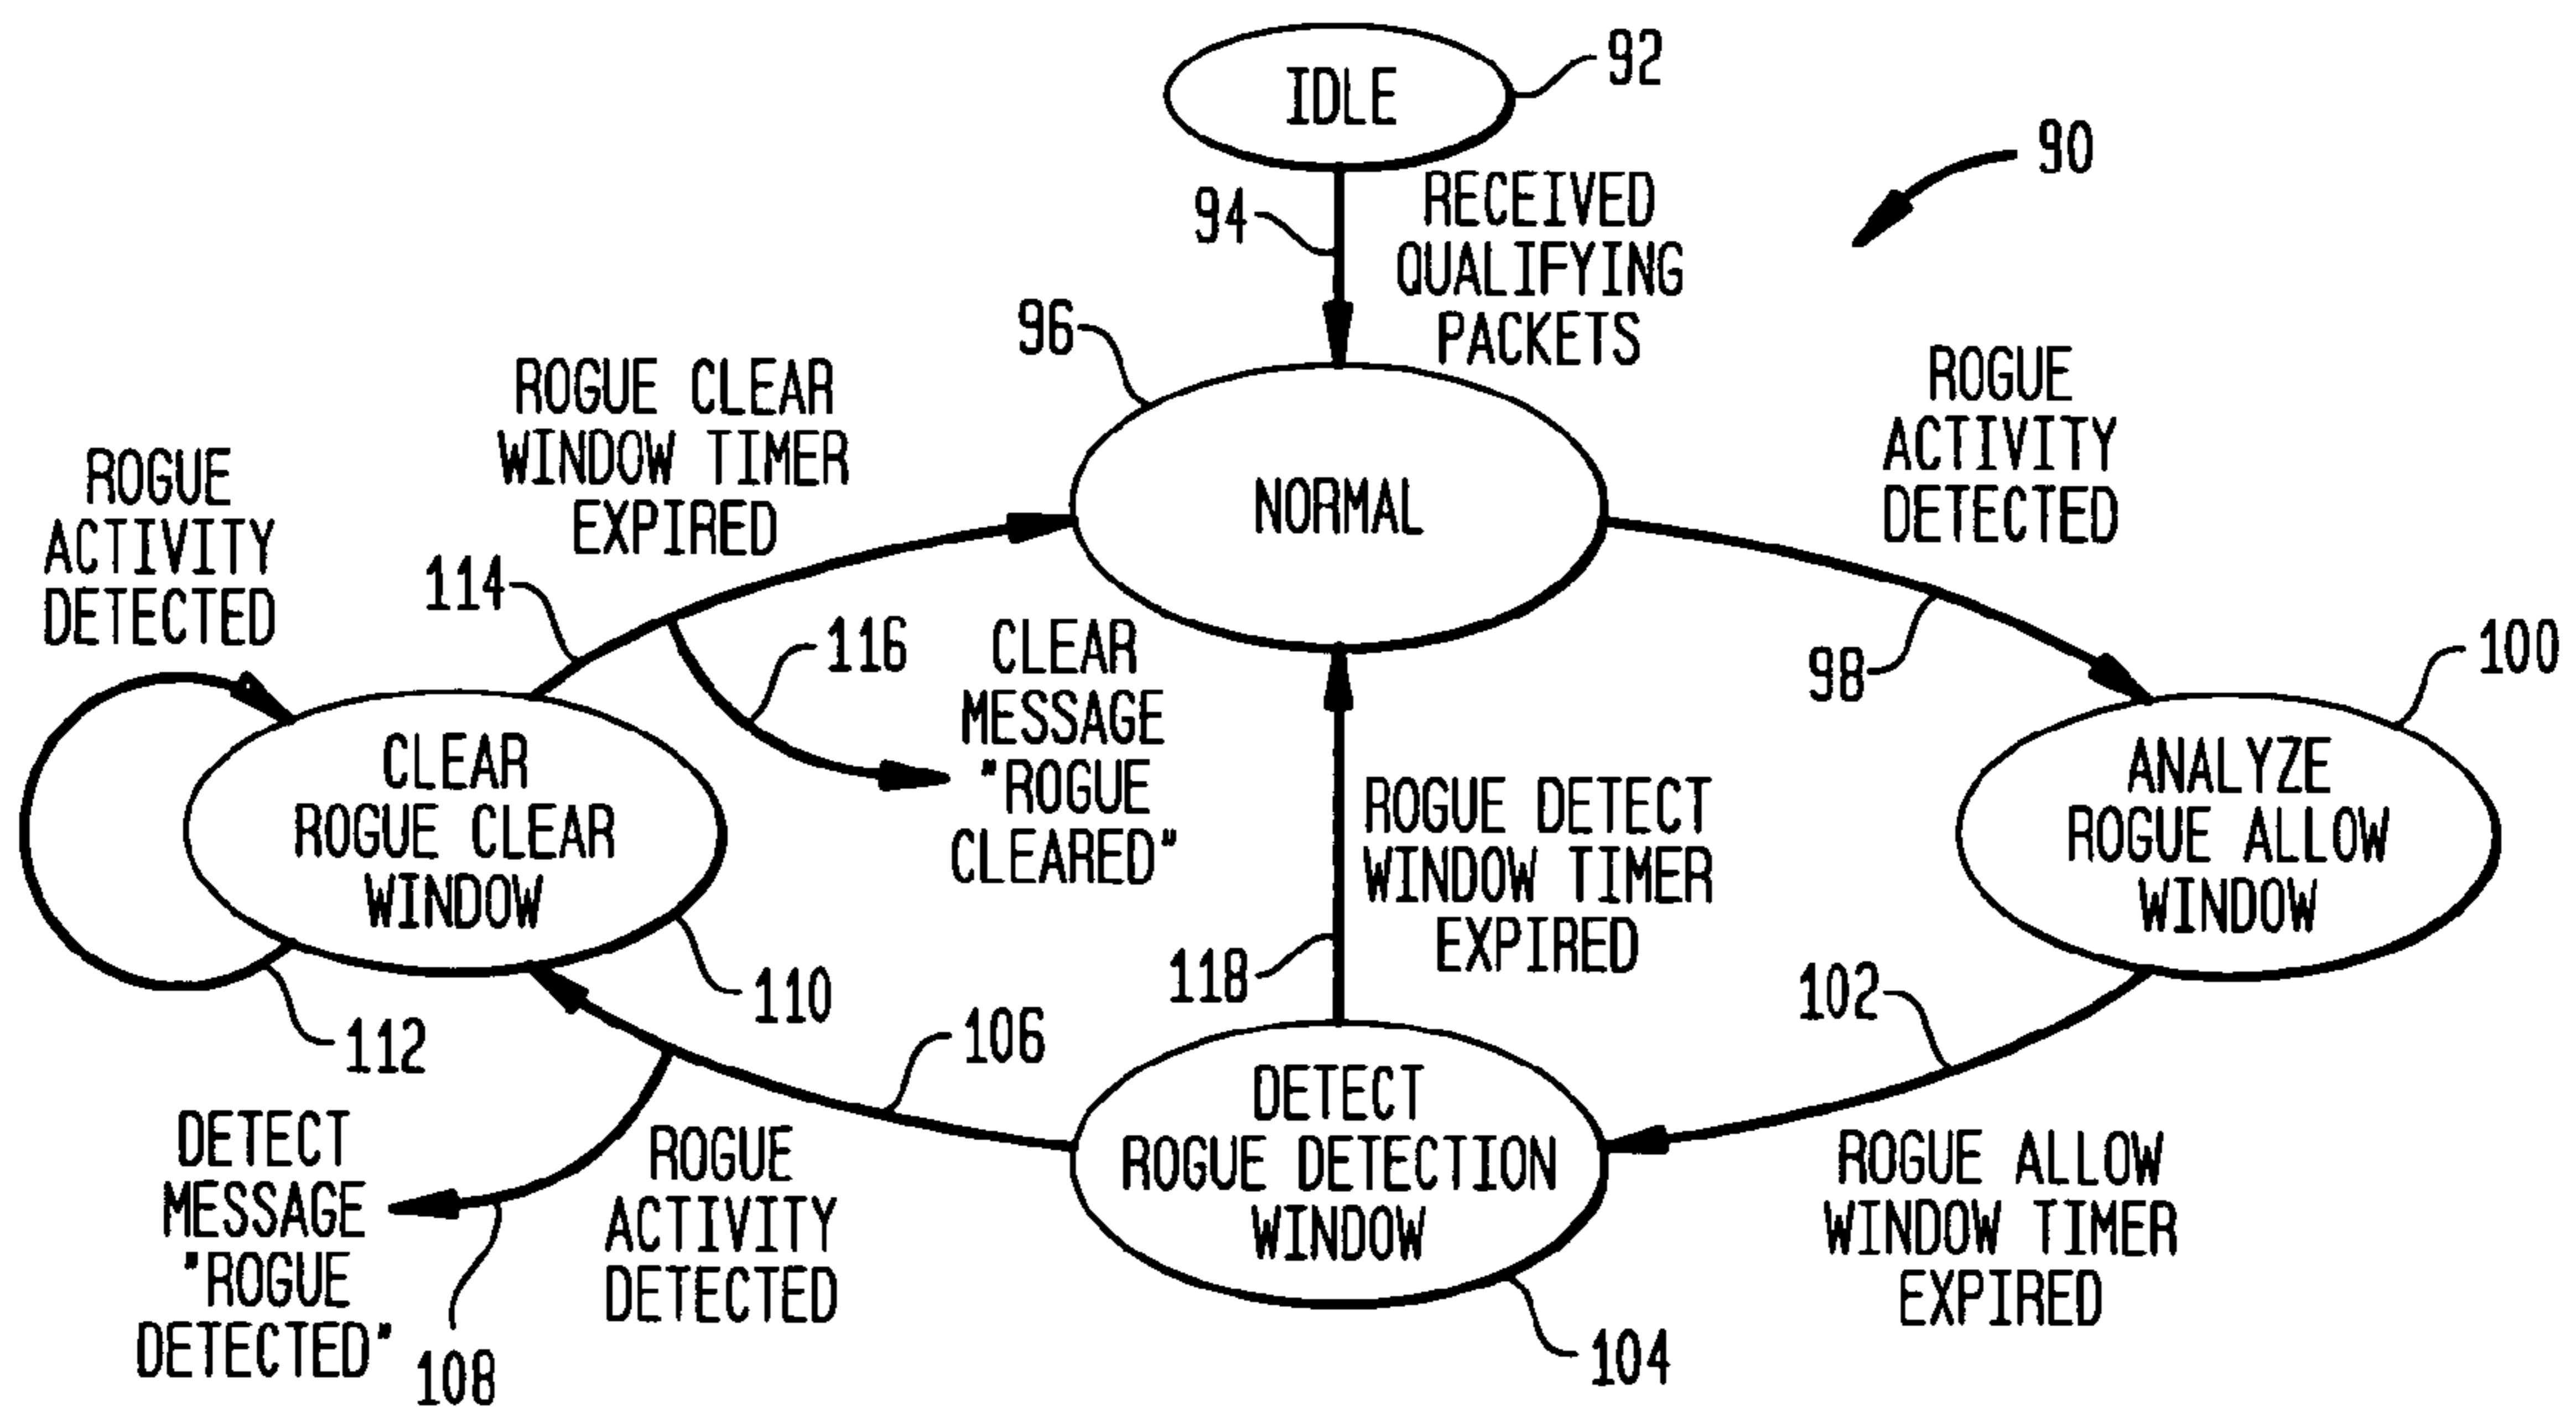 IDLE
92
90
94
RECEIVED
QUALIFYING
PACKETS
96
NORMAL
ROGUE
ACTIVITY
DETECTED
98
100
ANALYZE
ROGUE ALLOW
WINDOW
102
ROGUE ALLOW
WINDOW TIMER
EXPIRED
DETECT
ROGUE DETECTION
WINDOW
104
ROGUE DETECT
WINDOW TIMER
EXPIRED
118
106
ROGUE
ACTIVITY
DETECTED
DETECT
MESSAGE
"ROGUE
DETECTED"
108
CLEAR
ROGUE CLEAR
WINDOW
110
112
ROGUE
ACTIVITY
DETECTED
114
ROGUE CLEAR
WINDOW TIMER
EXPIRED
116
CLEAR
MESSAGE
"ROGUE
CLEARED"